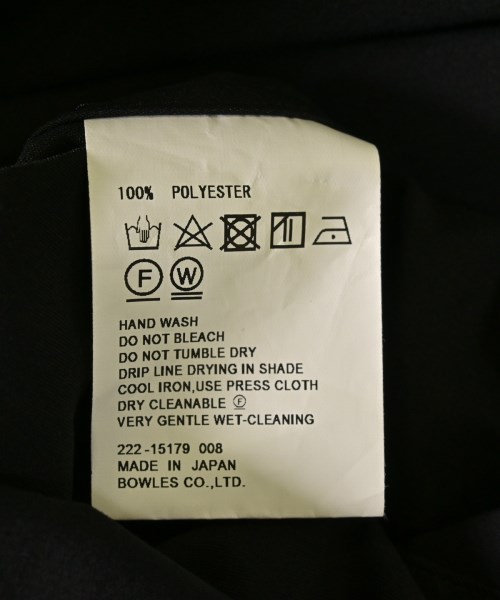 100% POLYESTER
F W
HAND WASH
DO NOT BLEACH
DO NOT TUMBLE DRY
DRIP LINE DRYING IN SHADE
COOL IRON,USE PRESS CLOTH
DRY CLEANABLE Ⓕ
VERY GENTLE WET-CLEANING
222-15179 008
MADE IN JAPAN
BOWLES CO.,LTD.